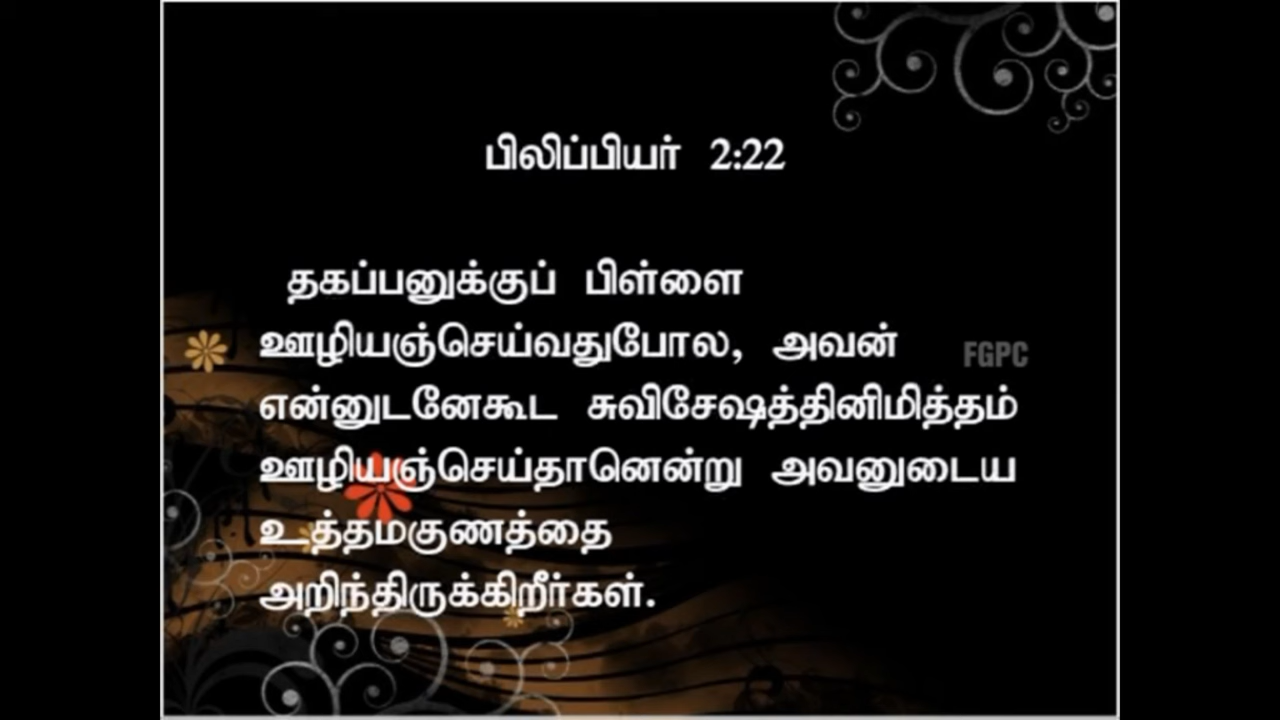 பிலிப்பியர் 2:22
தகப்பனுக்குப் பிள்ளை
ஊழியஞ்செய்வதுபோல, அவன்
FGPC
என்னுடனேகூட சுவிசேஷத்தினிமித்தம்
ஊழியஞ்செய்தானென்று அவனுடைய
உத்தமகுணத்தை
அறிந்திருக்கிறீர்கள்.